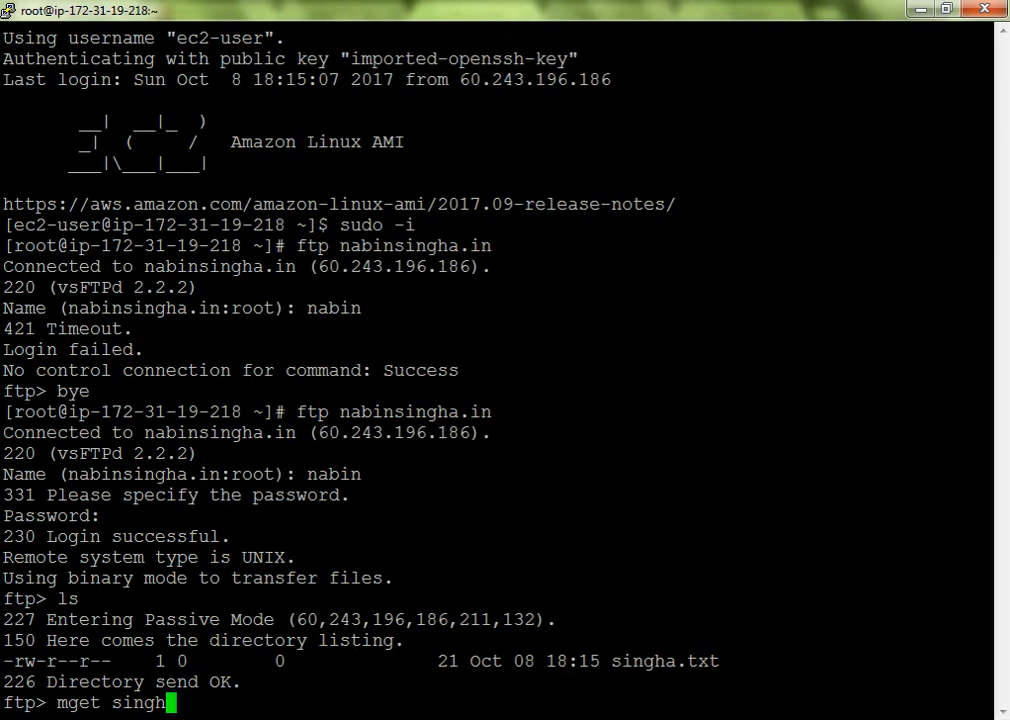 root@ip-172-31-19-218:~
Using username "ec2-user".
Authenticating with public key "imported-openssh-key"
Last login: Sun Oct  8 18:15:07 2017 from 60.243.196.186
       __|  __|_  )
       _|  (     /   Amazon Linux AMI
      ___|\___|___|
https://aws.amazon.com/amazon-linux-ami/2017.09-release-notes/
[ec2-user@ip-172-31-19-218 ~]$ sudo -i
[root@ip-172-31-19-218 ~]# ftp nabinsingha.in
Connected to nabinsingha.in (60.243.196.186).
220 (vsFTPd 2.2.2)
Name (nabinsingha.in:root): nabin
421 Timeout.
Login failed.
No control connection for command: Success
ftp> bye
[root@ip-172-31-19-218 ~]# ftp nabinsingha.in
Connected to nabinsingha.in (60.243.196.186).
220 (vsFTPd 2.2.2)
Name (nabinsingha.in:root): nabin
331 Please specify the password.
Password:
230 Login successful.
Remote system type is UNIX.
Using binary mode to transfer files.
ftp> ls
227 Entering Passive Mode (60,243,196,186,211,132).
150 Here comes the directory listing.
-rw-r--r--    1 0        0              21 Oct 08 18:15 singha.txt
226 Directory send OK.
ftp> mget singh